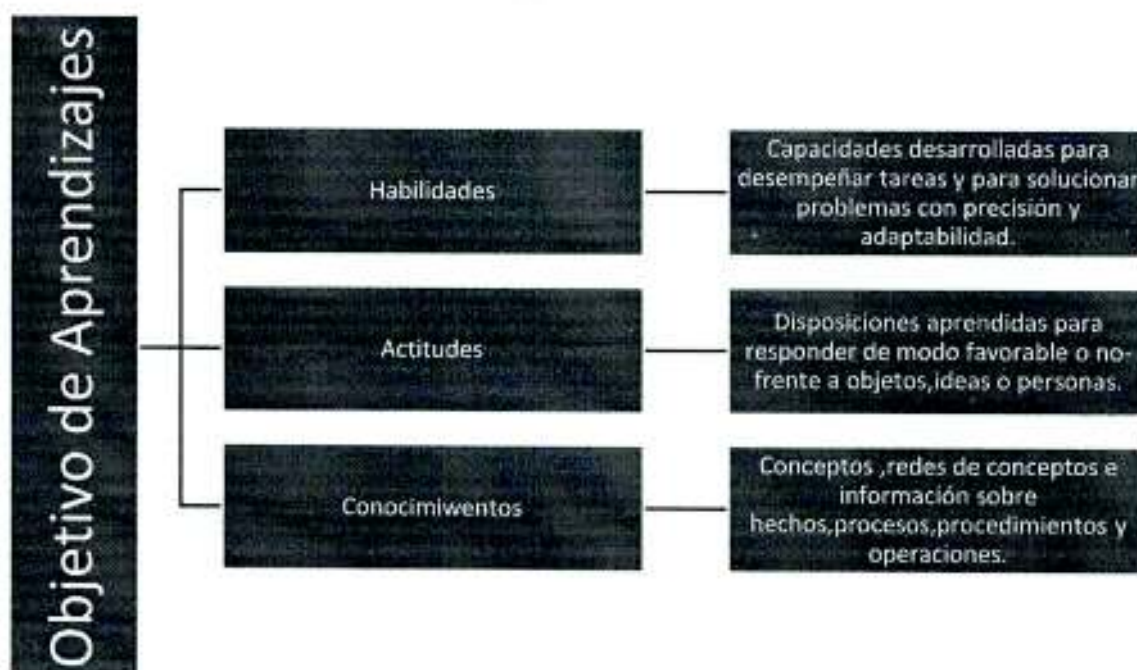 Objetivo de Aprendizajes
Habilidades
Capacidades desarrolladas para
desempeñar tareas y para solucionar
problemas con precisión y
adaptabilidad.
Actitudes
Disposiciones aprendidas para
responder de modo favorable o no-
frente a objetos,ideas o personas.
Conocimiwentos
Conceptos ,redes de conceptos e
información sobre
hechos,procesos,procedimientos y
operaciones.